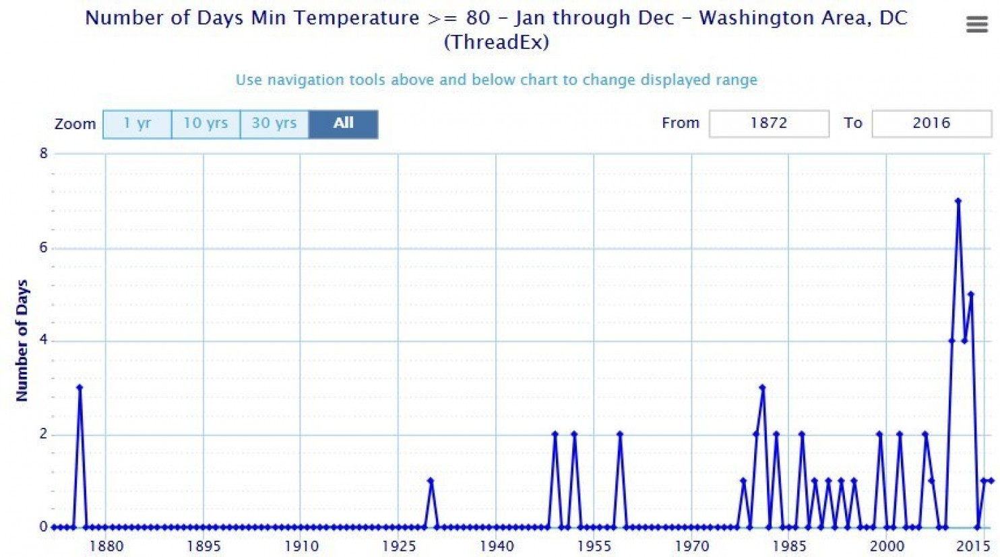 Number of Days Min Temperature >= 80 – Jan through Dec – Washington Area, DC
(ThreadEx)
Use navigation tools above and below chart to change displayed range
Zoom 1 yr 10 yrs 30 yrs All From 1872 To 2016
8
6
4
2
0
Number of Days
1880 1895 1910 1925 1940 1955 1970 1985 2000 2015